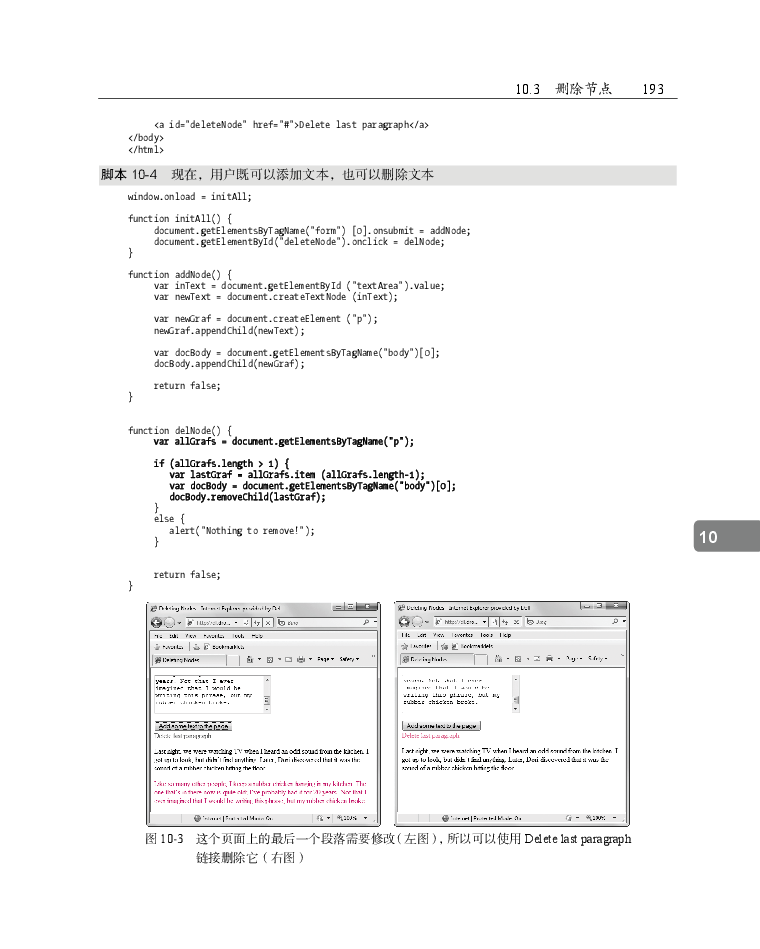 10.3 删除节点 193
<a id="deleteNode" href="#">Delete last paragraph</a>
</body>
</html>
脚本 10-4 现在，用户既可以添加文本，也可以删除文本
window.onload = initAll;
function initAll() {
document.getElementsByTagName("form") [0].onsubmit = addNode;
document.getElementById("deleteNode").onclick = delNode;
}
function addNode() {
var inText = document.getElementById ("textArea").value;
var newText = document.createTextNode (inText);
var newGraf = document.createElement ("p");
newGraf.appendChild(newText);
var docBody = document.getElementsByTagName("body")[0];
docBody.appendChild(newGraf);
return false;
}
function delNode() {
var allGrafs = document.getElementsByTagName("p");
if (allGrafs.length > 1) {
var lastGraf = allGrafs.item (allGrafs.length-1);
var docBody = document.getElementsByTagName("body")[0];
docBody.removeChild(lastGraf);
}
else {
alert("Nothing to remove!");
}
10
return false;
}
Deleting Nodes - Internet Explorer provided by Dell
Bing
File Edit View Favorites Tools Help
Favorites Bookmarklets
Deleting Nodes Page Safety
years. Not that I ever
imagined that I would be
writing this phrase, but my
rubber chicken broke.
Add some text to the page
Delete last paragraph
Last night, we were watching TV when I heard an odd sound from the kitchen. I
got up to look, but didn't find anything. Later, Dori discovered that it was the
sound of a rubber chicken hitting the floor.
Like so many other people, I keep a rubber chicken hanging in my kitchen. The
one that's in there now is quite old; I've probably had it for 20 years. Not that I
ever imagined that I would be writing this phrase, but my rubber chicken broke.
Internet | Protected Mode: On 100%
Deleting Nodes - Internet Explorer provided by Dell
Bing
File Edit View Favorites Tools Help
Favorites Bookmarklets
Deleting Nodes Page Safety
years. Not that I ever
imagined that I would be
writing this phrase, but my
rubber chicken broke.
Add some text to the page
Delete last paragraph
Last night, we were watching TV when I heard an odd sound from the kitchen. I
got up to look, but didn't find anything. Later, Dori discovered that it was the
sound of a rubber chicken hitting the floor.
Internet | Protected Mode: On 100%
图 10-3 这个页面上的最后一个段落需要修改（左图），所以可以使用 Delete last paragraph
链接删除它（右图）